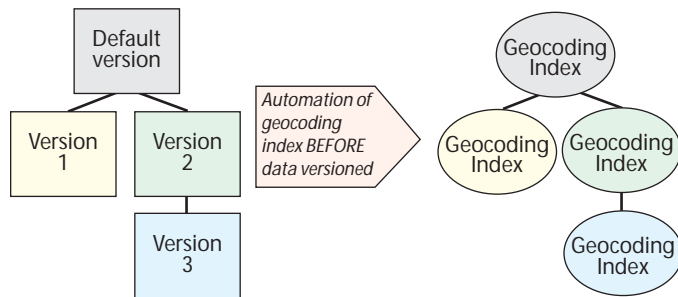 Default
version
Version
1
Version
2
Version
3
Automation of
geocoding
index BEFORE
data versioned
Geocoding
Index
Geocoding
Index
Geocoding
Index
Geocoding
Index